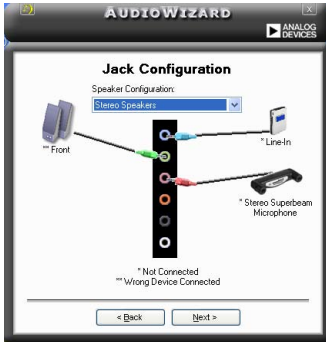 AUDIOWIZARD
X
ANALOG
DEVICES
Jack Configuration
Speaker Configuration:
Stereo Speakers
** Front
* Line-In
* Stereo Superbeam
Microphone
* Not Connected
** Wrong Device Connected
< Back
Next >